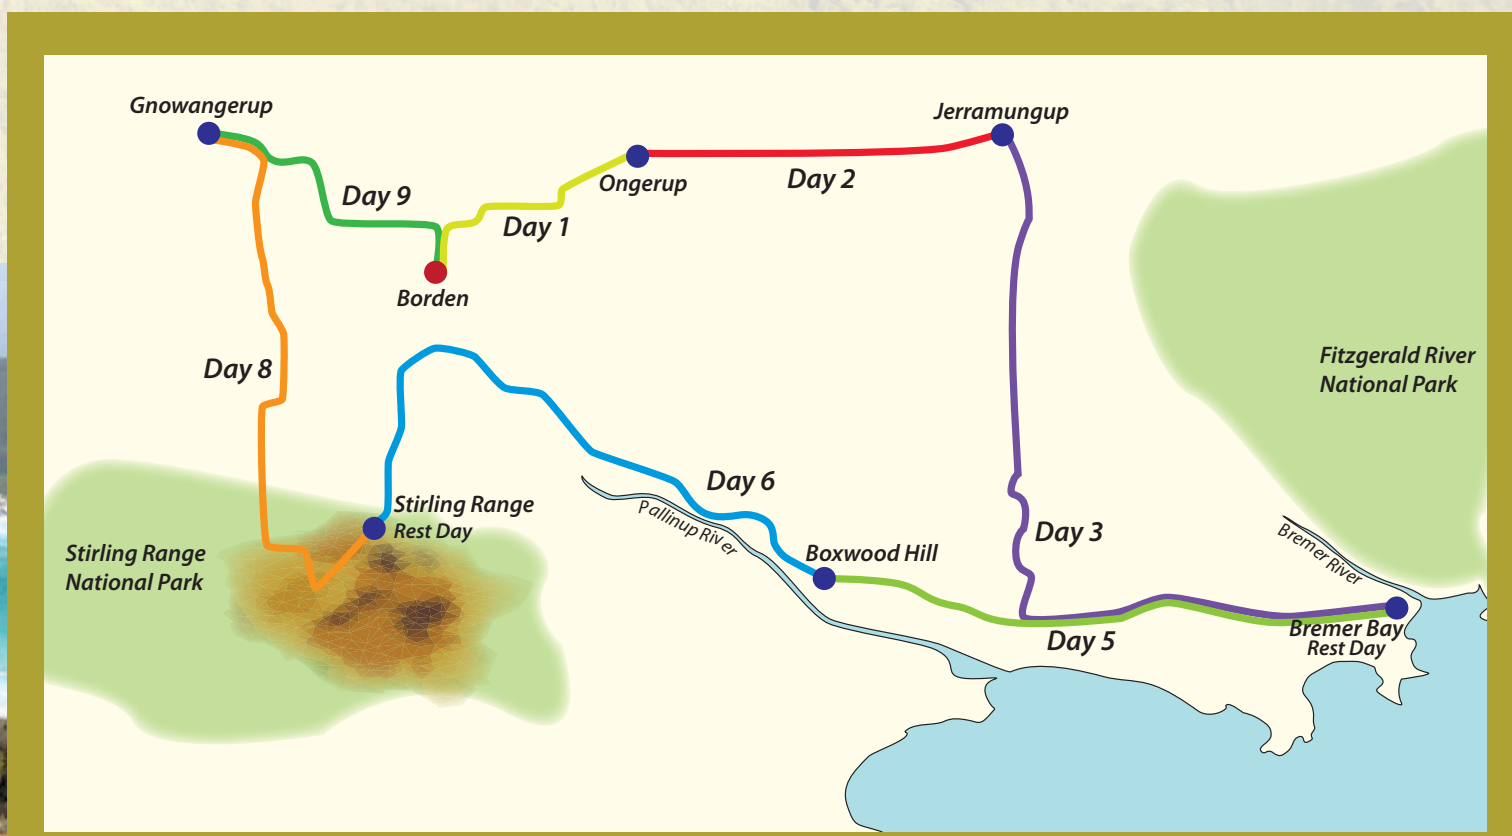 Gnowangerup
Jerramungup
Day 9
Ongerup
Day 2
Day 1
Borden
Day 8
Fitzgerald River
National Park
Day 6
Stirling Range
Rest Day
Pallinup River
Day 3
Bremer River
Stirling Range
National Park
Boxwood Hill
Day 5
Bremer Bay
Rest Day